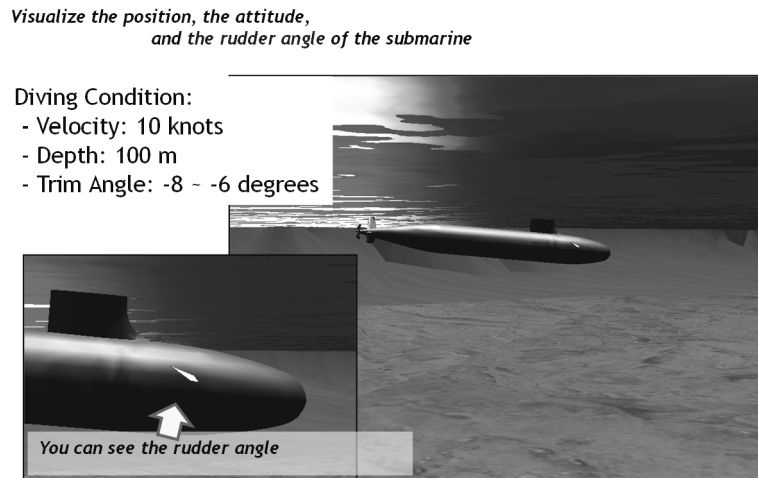 Visualize the position, the attitude,
and the rudder angle of the submarine
Diving Condition:
- Velocity: 10 knots
- Depth: 100 m
- Trim Angle: -8 ~ -6 degrees
You can see the rudder angle